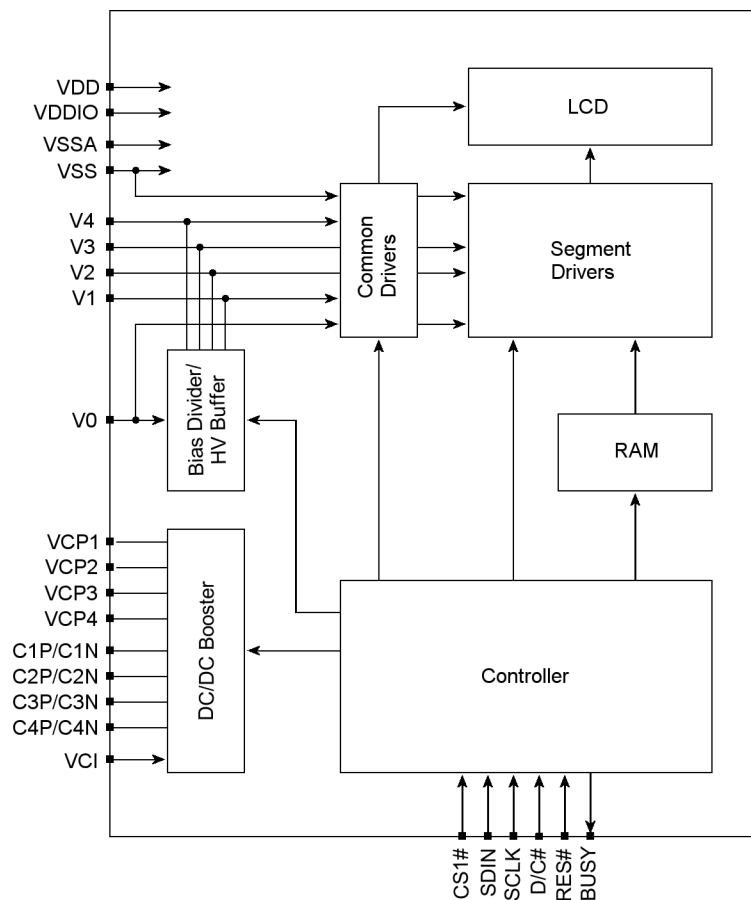 VDD
VDDIO
VSSA
VSS
V4
V3
V2
V1
V0
VCP1
VCP2
VCP3
VCP4
C1P/C1N
C2P/C2N
C3P/C3N
C4P/C4N
VCI
Bias Divider/
HV Buffer
DC/DC Booster
Common
Drivers
LCD
Segment
Drivers
RAM
Controller
CS1#
SDIN
SCLK
D/C#
RES#
BUSY